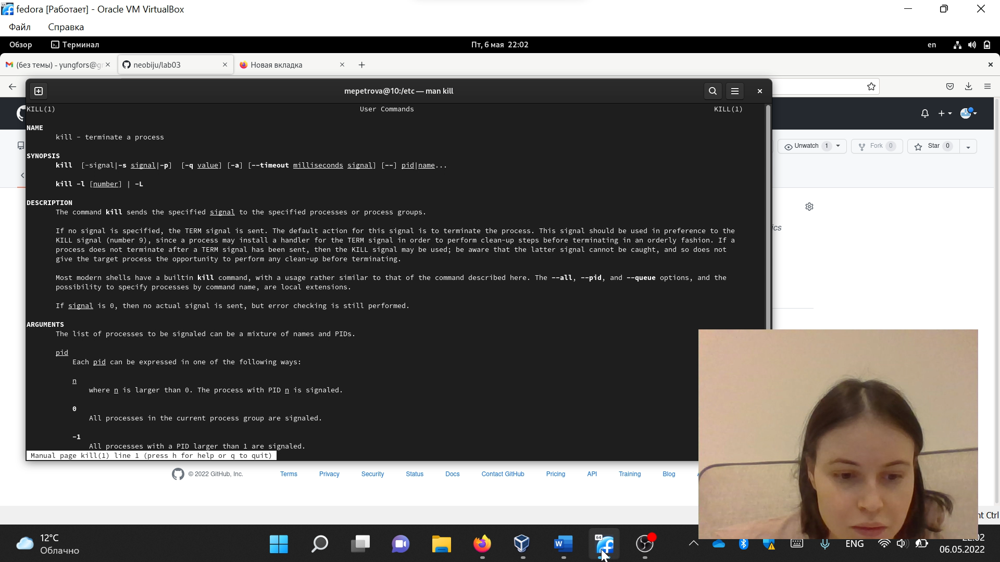 fedora [Работает] - Oracle VM VirtualBox
Файл Справка
Обзор Терминал Пт, 6 мая 22:02 en
(без темы) - yungfors@g neobiju/lab03 Новая вкладка
mepetrova@10:/etc — man kill
KILL(1) User Commands KILL(1)
NAME
kill - terminate a process
SYNOPSIS
kill [-signal|-s signal|-p] [-q value] [-a] [--timeout milliseconds signal] [--] pid|name...
kill -l [number] | -L
DESCRIPTION
The command kill sends the specified signal to the specified processes or process groups.
If no signal is specified, the TERM signal is sent. The default action for this signal is to terminate the process. This signal should be used in preference to the
KILL signal (number 9), since a process may install a handler for the TERM signal in order to perform clean-up steps before terminating in an orderly fashion. If a
process does not terminate after a TERM signal has been sent, then the KILL signal may be used; be aware that the latter signal cannot be caught, and so does not
give the target process the opportunity to perform any clean-up before terminating.
Most modern shells have a builtin kill command, with a usage rather similar to that of the command described here. The --all, --pid, and --queue options, and the
possibility to specify processes by command name, are local extensions.
If signal is 0, then no actual signal is sent, but error checking is still performed.
ARGUMENTS
The list of processes to be signaled can be a mixture of names and PIDs.
pid
Each pid can be expressed in one of the following ways:
n
where n is larger than 0. The process with PID n is signaled.
0
All processes in the current process group are signaled.
-1
All processes with a PID larger than 1 are signaled.
Manual page kill(1) line 1 (press h for help or q to quit)
Unwatch 1 Fork 0 Star 0
ics
© 2022 GitHub, Inc. Terms Privacy Security Status Docs Contact GitHub Pricing API Training Blog
nt Ctrl
12°C
Облачно
64
W
ENG
22:02
06.05.2022